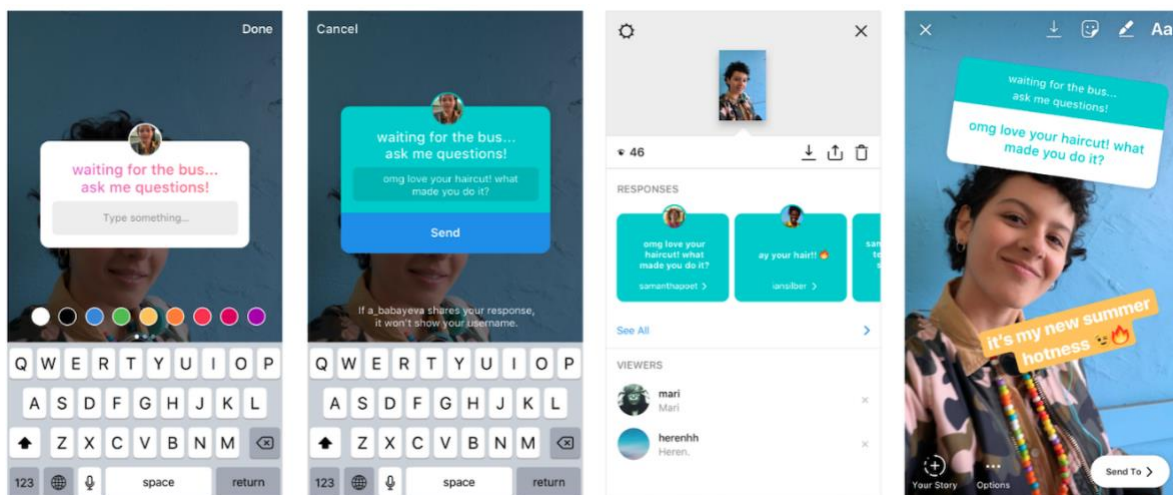 Done
waiting for the bus...
ask me questions!
Type something...
Q W E R T Y U I O P
A S D F G H J K L
Z X C V B N M
123 space return
Cancel
waiting for the bus...
ask me questions!
omg love your haircut! what
made you do it?
Send
If a_babayeva shares your response,
it won't show your username.
Q W E R T Y U I O P
A S D F G H J K L
Z X C V B N M
123 space return
46
RESPONSES
omg love your
haircut! what
made you do it?
samanthapoet >
ay your hair!! 🔥
iansilber >
See All
VIEWERS
mari
Mari
herenhh
Heren.
Aa
waiting for the bus...
ask me questions!
omg love your haircut! what
made you do it?
it's my new summer
hotness 😉🔥
Your Story
Options
Send To >